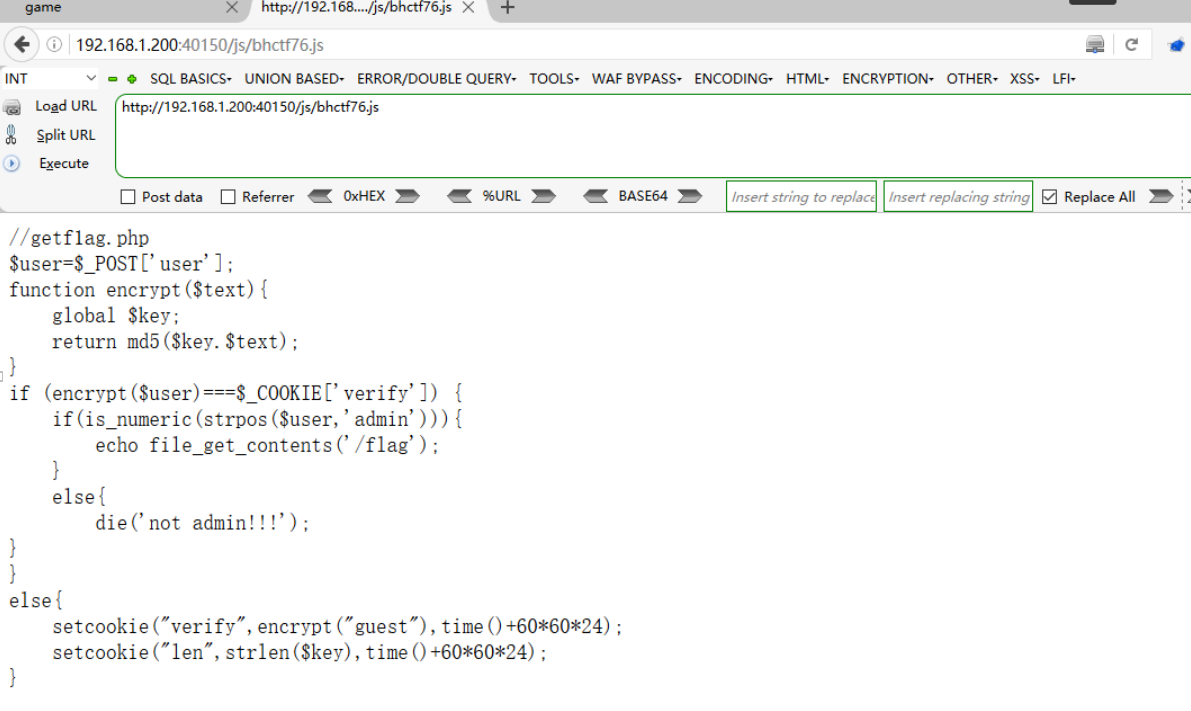 game
http://192.168..../js/bhctf76.js
192.168.1.200:40150/js/bhctf76.js
INT SQL BASICS UNION BASED ERROR/DOUBLE QUERY TOOLS WAF BYPASS ENCODING HTML ENCRYPTION OTHER XSS LFI
Load URL http://192.168.1.200:40150/js/bhctf76.js
Split URL
Execute
Post data Referrer 0xHEX %URL BASE64 Insert string to replace Insert replacing string Replace All
//getflag.php
$user=$_POST['user'];
function encrypt($text){
    global $key;
    return md5($key.$text);
}
if (encrypt($user)===$_COOKIE['verify']) {
    if(is_numeric(strpos($user,'admin'))){
        echo file_get_contents('/flag');
    }
    else{
        die('not admin!!!');
}
}
else{
    setcookie("verify",encrypt("guest"),time()+60*60*24);
    setcookie("len",strlen($key),time()+60*60*24);
}